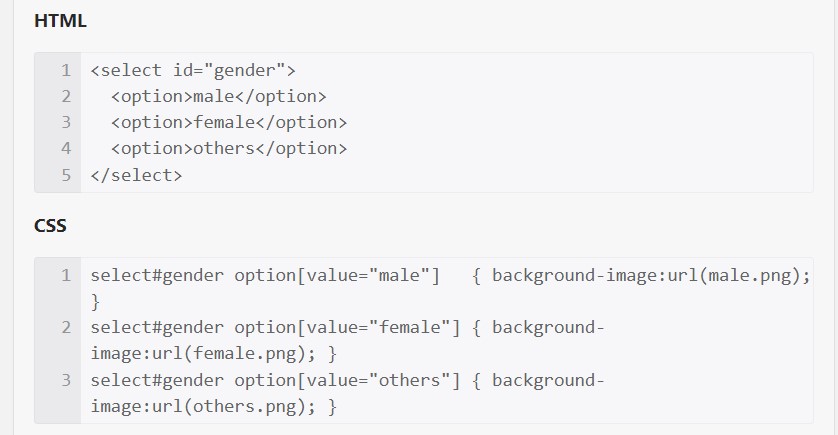 HTML
1 <select id="gender">
2   <option>male</option>
3   <option>female</option>
4   <option>others</option>
5 </select>
CSS
1 select#gender option[value="male"]   { background-image:url(male.png);
}
2 select#gender option[value="female"] { background-
image:url(female.png); }
3 select#gender option[value="others"] { background-
image:url(others.png); }